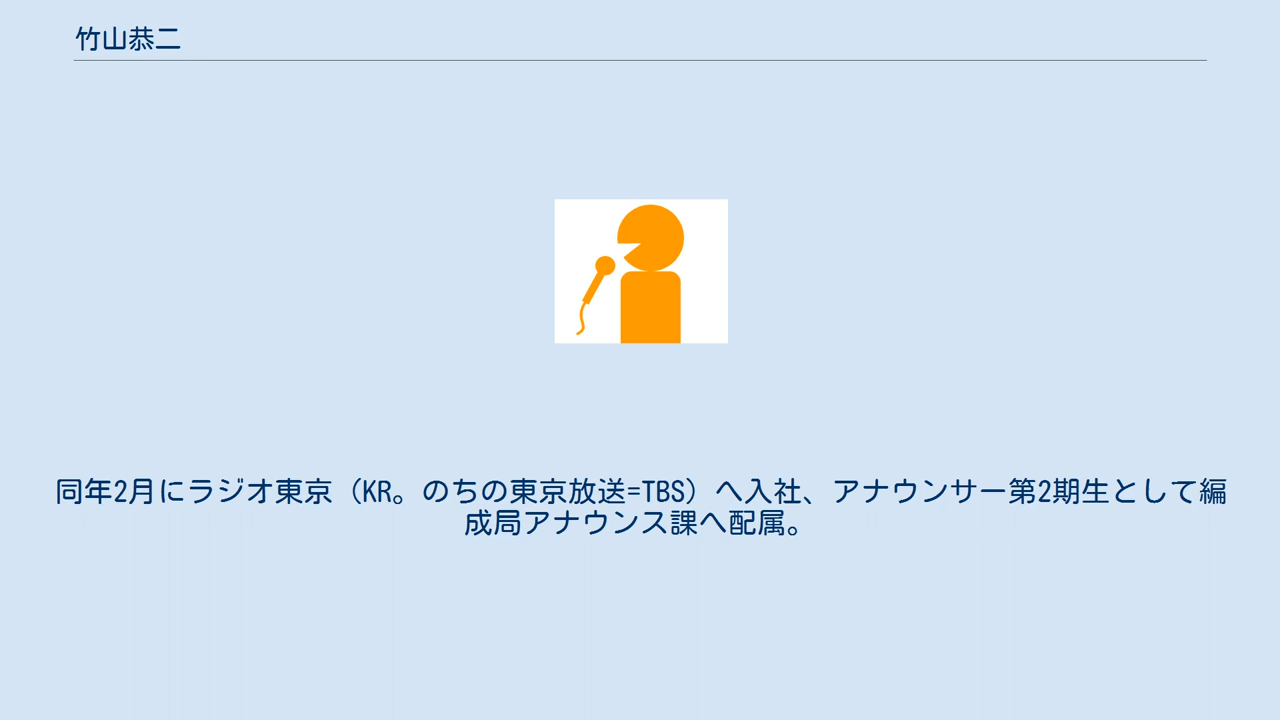 竹山恭二
同年2月にラジオ東京（KR。のちの東京放送=TBS）へ入社、アナウンサー第2期生として編
成局アナウンス課へ配属。